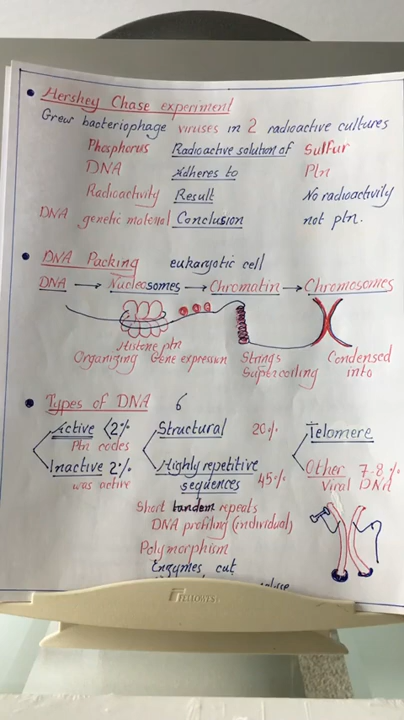 Hershey Chase experiment
Grew bacteriophage viruses in 2 radioactive cultures
Phosphorus Radioactive solution of Sulfur
DNA Adheres to Ptn
Radioactivity Result No radioactivity
DNA genetic material Conclusion not ptn.
DNA Packing eukaryotic cell
DNA → Nucleosomes → Chromatin → Chromosomes
Histone ptn
Organizing Gene expression Strings Condensed
Supercoiling into
Types of DNA 6
Active <2% Structural 20% Telomere
Ptn codes
Inactive 2% Highly repetitive Other 7-8%
was active sequences 45% Viral DNA
Short tandem repeats
DNA profiling (individual)
Polymorphism
Enzymes cut
FELLOWES